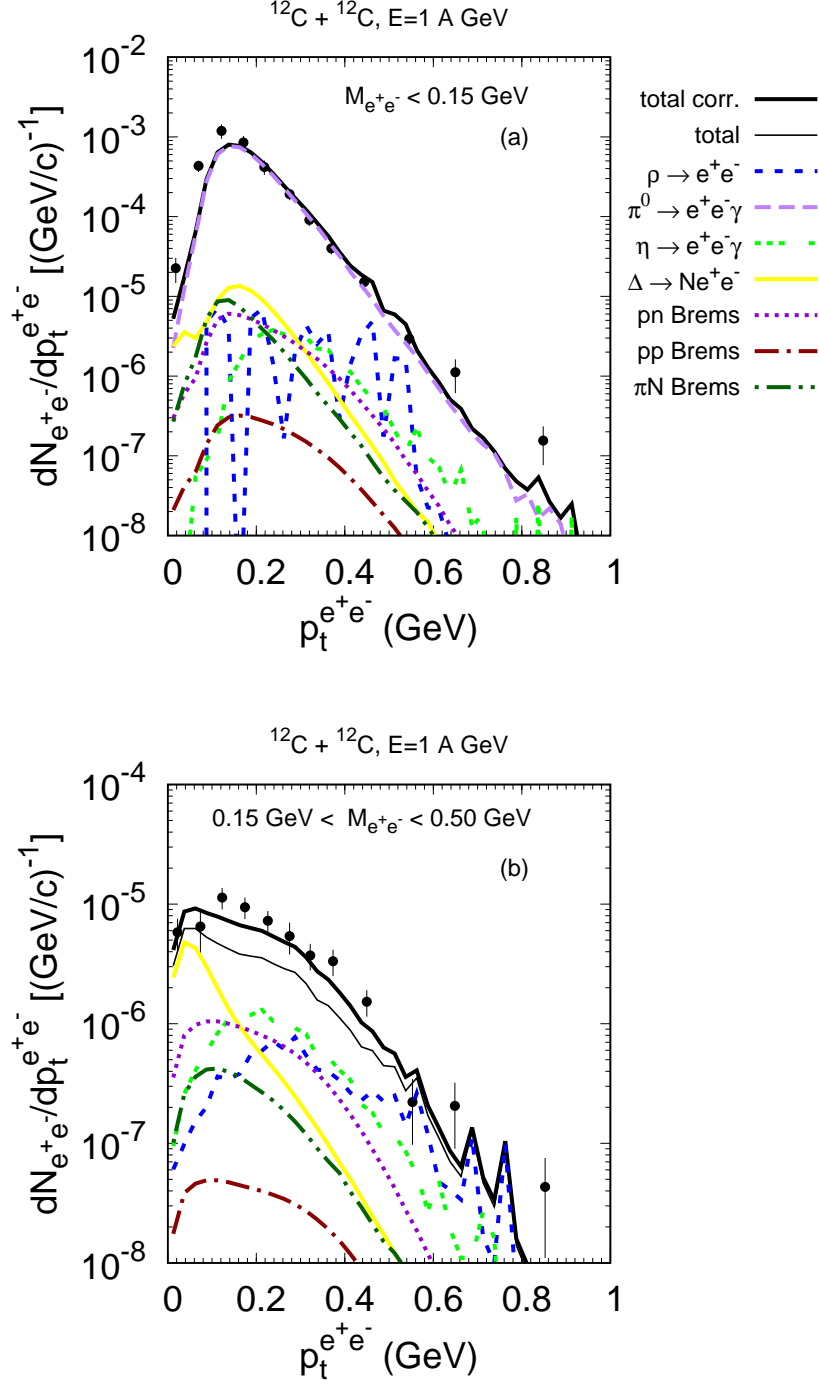 ¹²C + ¹²C, E=1 A GeV
10⁻²
10⁻³
10⁻⁴
10⁻⁵
10⁻⁶
10⁻⁷
10⁻⁸
dN_{e⁺e⁻}/dp_t^{e⁺e⁻} [(GeV/c)⁻¹]
M_{e⁺e⁻} < 0.15 GeV
(a)
0 0.2 0.4 0.6 0.8 1
p_t^{e⁺e⁻} (GeV)
total corr.
total
ρ → e⁺e⁻
π⁰ → e⁺e⁻γ
η → e⁺e⁻γ
Δ → Ne⁺e⁻
pn Brems
pp Brems
πN Brems
¹²C + ¹²C, E=1 A GeV
10⁻⁴
10⁻⁵
10⁻⁶
10⁻⁷
10⁻⁸
dN_{e⁺e⁻}/dp_t^{e⁺e⁻} [(GeV/c)⁻¹]
0.15 GeV < M_{e⁺e⁻} < 0.50 GeV
(b)
0 0.2 0.4 0.6 0.8 1
p_t^{e⁺e⁻} (GeV)